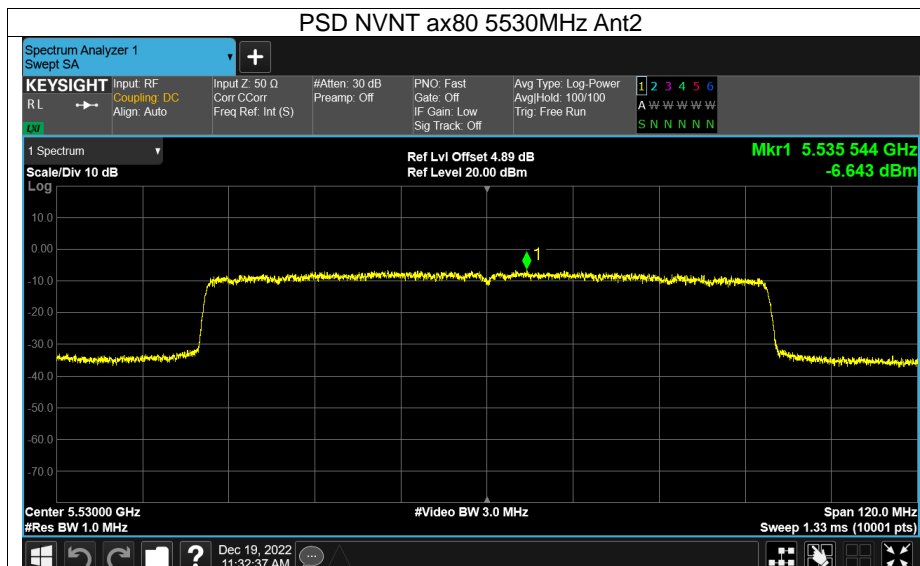 PSD NVNT ax80 5530MHz Ant2
Spectrum Analyzer 1
Swept SA
+
KEYSIGHT Input: RF Input Z: 50 Ω #Atten: 30 dB PNO: Fast Avg Type: Log-Power 1 2 3 4 5 6
RL Coupling: DC Corr CCorr Preamp: Off Gate: Off Avg|Hold: 100/100 A W W W W W
Align: Auto Freq Ref: Int (S) IF Gain: Low Trig: Free Run
LXI Sig Track: Off S N N N N N
1 Spectrum Ref Lvl Offset 4.89 dB Mkr1 5.535 544 GHz
Scale/Div 10 dB Ref Level 20.00 dBm -6.643 dBm
Log
10.0
0.00
1
-10.0
-20.0
-30.0
-40.0
-50.0
-60.0
-70.0
Center 5.53000 GHz #Video BW 3.0 MHz Span 120.0 MHz
#Res BW 1.0 MHz Sweep 1.33 ms (10001 pts)
? Dec 19, 2022
11:32:37 AM